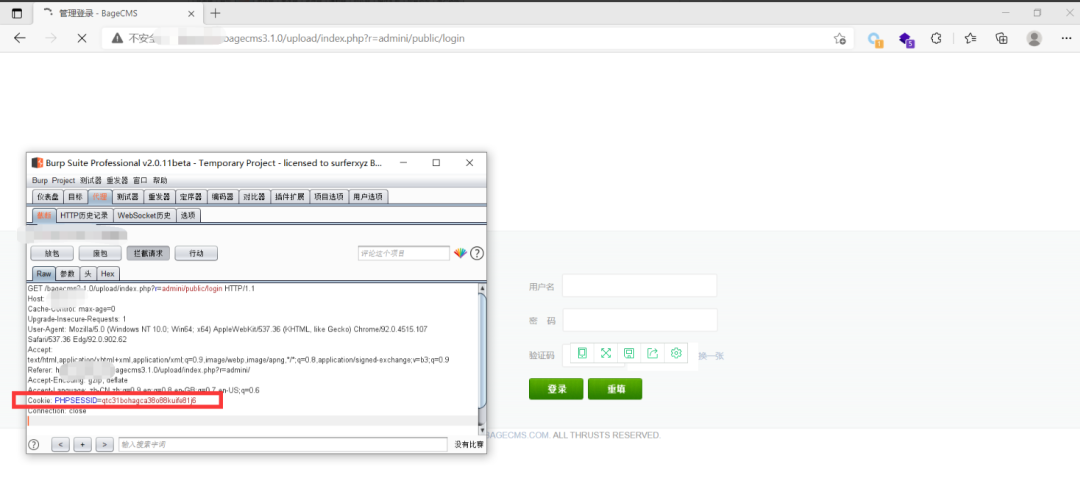 管理登录 - BageCMS
不安全 bagecms3.1.0/upload/index.php?r=admini/public/login
1
5
Burp Suite Professional v2.0.11beta - Temporary Project - licensed to surferxyz B...
Burp Project 测试器 重发器 窗口 帮助
仪表盘 目标 代理 测试器 重发器 定序器 编码器 对比器 插件扩展 项目选项 用户选项
截断 HTTP历史记录 WebSocket历史 选项
放包 废包 拦截请求 行动 评论这个项目
Raw 参数 头 Hex
GET /bagecms3.1.0/upload/index.php?r=admini/public/login HTTP/1.1
Host:
Cache-Control: max-age=0
Upgrade-Insecure-Requests: 1
User-Agent: Mozilla/5.0 (Windows NT 10.0; Win64; x64) AppleWebKit/537.36 (KHTML, like Gecko) Chrome/92.0.4515.107
Safari/537.36 Edg/92.0.902.62
Accept:
text/html,application/xhtml+xml,application/xml;q=0.9,image/webp,image/apng,*/*;q=0.8,application/signed-exchange;v=b3;q=0.9
Referer: h bagecms3.1.0/upload/index.php?r=admini/
Accept-Encoding: gzip, deflate
Accept-Language: zh-CN,zh;q=0.9,en;q=0.8,en-GB;q=0.7,en-US;q=0.6
Cookie: PHPSESSID=qtc31bohagca38o88kuife81j6
Connection: close
< + > 输入搜索字词 没有比赛
用户名
密 码
验证码 换一张
登录 重填
BAGECMS.COM. ALL THRUSTS RESERVED.